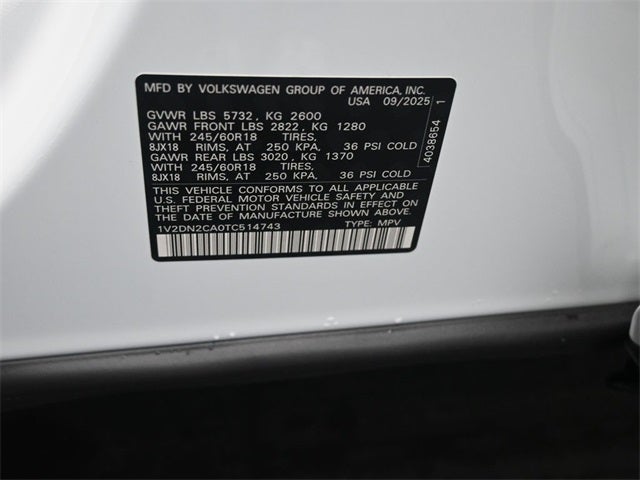 MFD BY VOLKSWAGEN GROUP OF AMERICA, INC.
USA 09/2025
GVWR LBS 5732, KG 2600
GAWR FRONT LBS 2822, KG 1280
WITH 245/60R18 TIRES,
8JX18 RIMS, AT 250 KPA, 36 PSI COLD
GAWR REAR LBS 3020, KG 1370
WITH 245/60R18 TIRES,
8JX18 RIMS, AT 250 KPA, 36 PSI COLD
THIS VEHICLE CONFORMS TO ALL APPLICABLE
U.S. FEDERAL MOTOR VEHICLE SAFETY AND
THEFT PREVENTION STANDARDS IN EFFECT ON THE
DATE OF MANUFACTURE SHOWN ABOVE.
1V2DN2CA0TC514743 TYPE: MPV
4038654 1